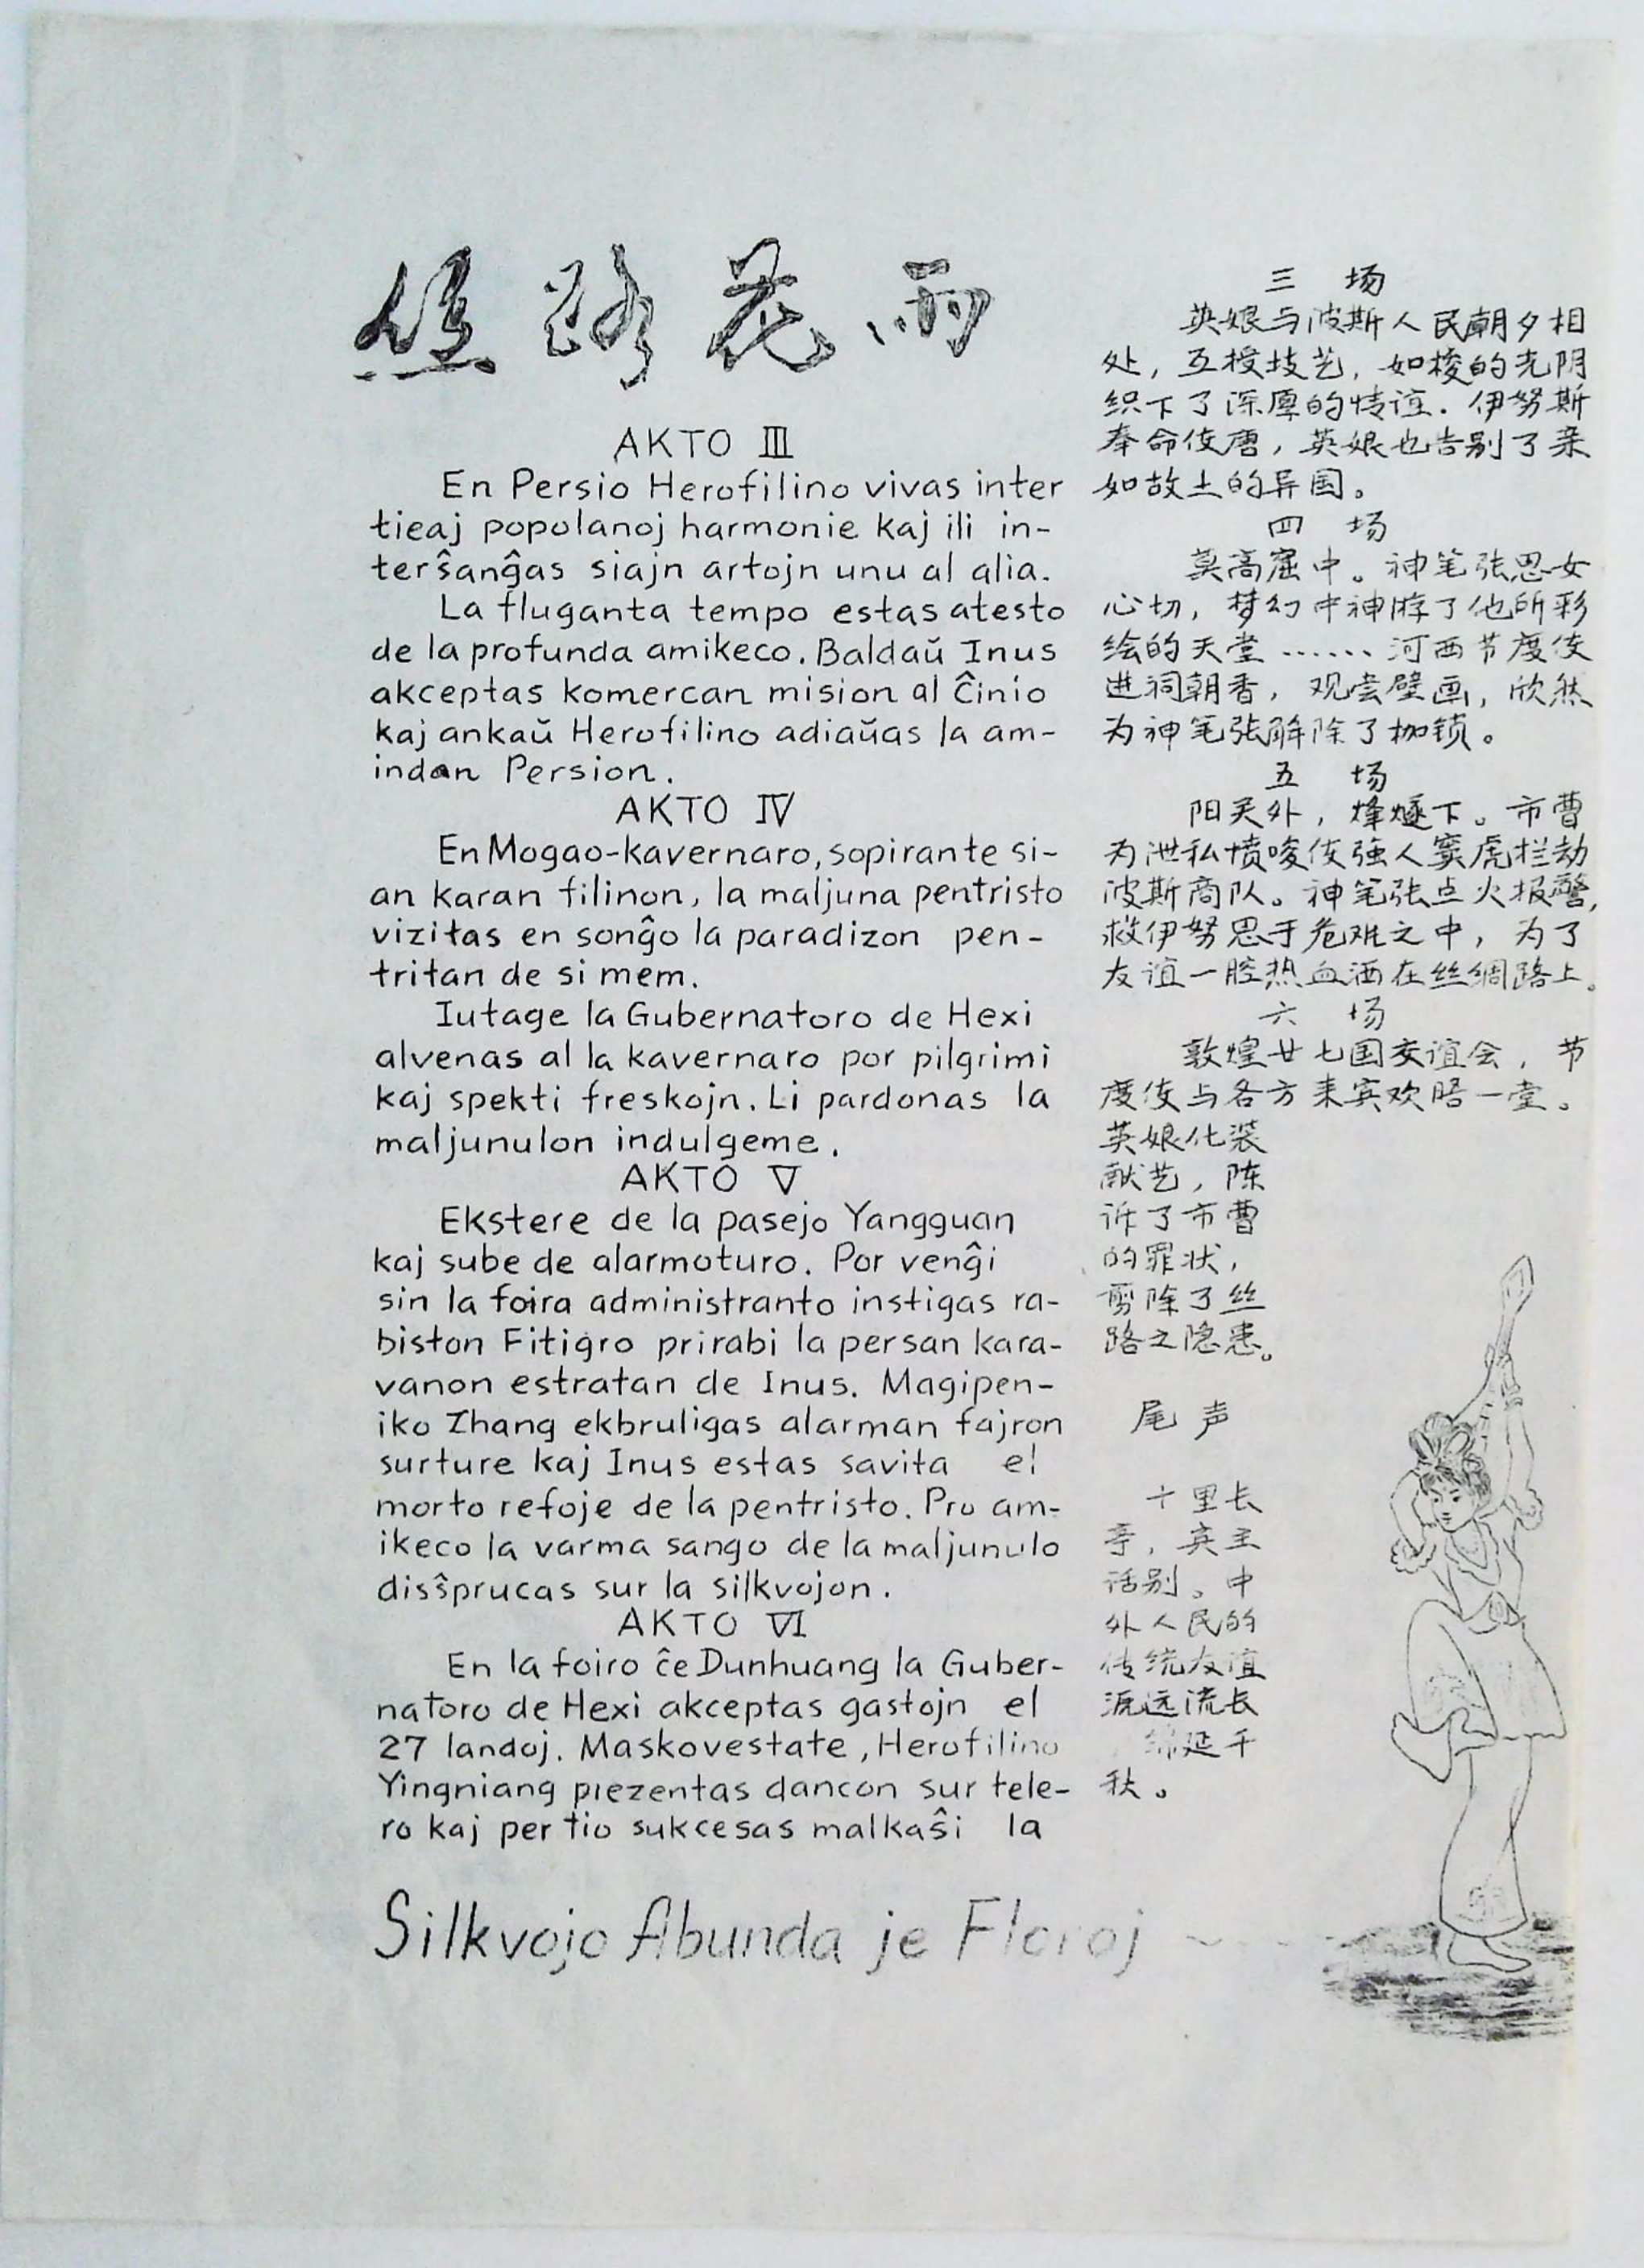 丝路花雨
AKTO III
En Persio Herofilino vivas inter
tieaj popolanoj harmonie kaj ili in-
terŝanĝas siajn artojn unu al alia.
La fluganta tempo estas atesto
de la profunda amikeco. Baldaŭ Inus
akceptas komercan mision al Ĉinio
kaj ankaŭ Herofilino adiaŭas la am-
indan Persion.
AKTO IV
En Mogao-kavernaro, sopirante si-
an karan filinon, la maljuna pentristo
vizitas en sonĝo la paradizon pen-
tritan de si mem.
Iutage la Gubernatoro de Hexi
alvenas al la kavernaro por pilgrimi
kaj spekti freskojn. Li pardonas la
maljunulon indulgeme.
AKTO V
Ekstere de la pasejo Yangguan
kaj sube de alarmoturo. Por venĝi
sin la foira administranto instigas ra-
biston Fitigro prirabi la persan kara-
vanon estratan de Inus. Magipen-
iko Zhang ekbruligas alarman fajron
surture kaj Inus estas savita el
morto refoje de la pentristo. Pro am-
ikeco la varma sango de la maljunulo
disŝprucas sur la silkvojon.
AKTO VI
En la foiro ĉe Dunhuang la Guber-
natoro de Hexi akceptas gastojn el
27 landoj. Maskovestate, Herofilino
Yingniang prezentas dancon sur tele-
ro kaj per tio sukcesas malkaŝi la
三 场
英娘与波斯人民朝夕相
处，互授技艺，如梭的光阴
织下了深厚的情谊．伊努斯
奉命使唐，英娘也告别了亲
如故土的异国。
四 场
莫高窟中。神笔张思女
心切，梦幻中神游了他所彩
绘的天堂……河西节度使
进祠朝香，观尝壁画，欣然
为神笔张解除了枷锁。
五 场
阳关外，烽燧下。市曹
为泄私愤唆使强人窦虎拦劫
波斯商队。神笔张点火报警，
救伊努思于危难之中，为了
友谊一腔热血洒在丝绸路上。
六 场
敦煌廿七国交谊会，节
度使与各方来宾欢晤一堂。
英娘化装
献艺，陈
诉了市曹
的罪状，
剪除了丝
路之隐患。
尾声
十里长
亭，宾主
话别。中
外人民的
传统友谊
源远流长
，绵延千
秋。
Silkvojo Abunda je Floroj